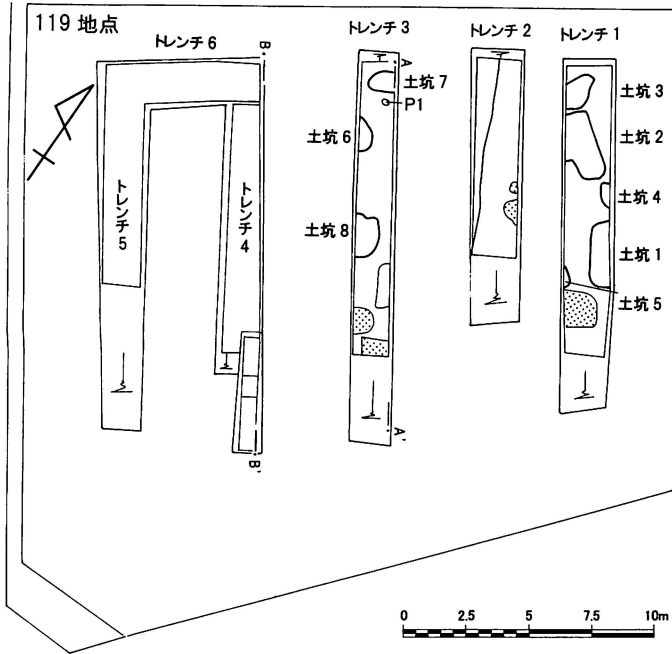 119 地点
トレンチ 6
トレンチ 3
トレンチ 2
トレンチ 1
B
A
土坑 7
P1
土坑 6
土坑 8
土坑 3
土坑 2
土坑 4
土坑 1
土坑 5
トレンチ 5
トレンチ 4
A'
B'
0 2.5 5 7.5 10m